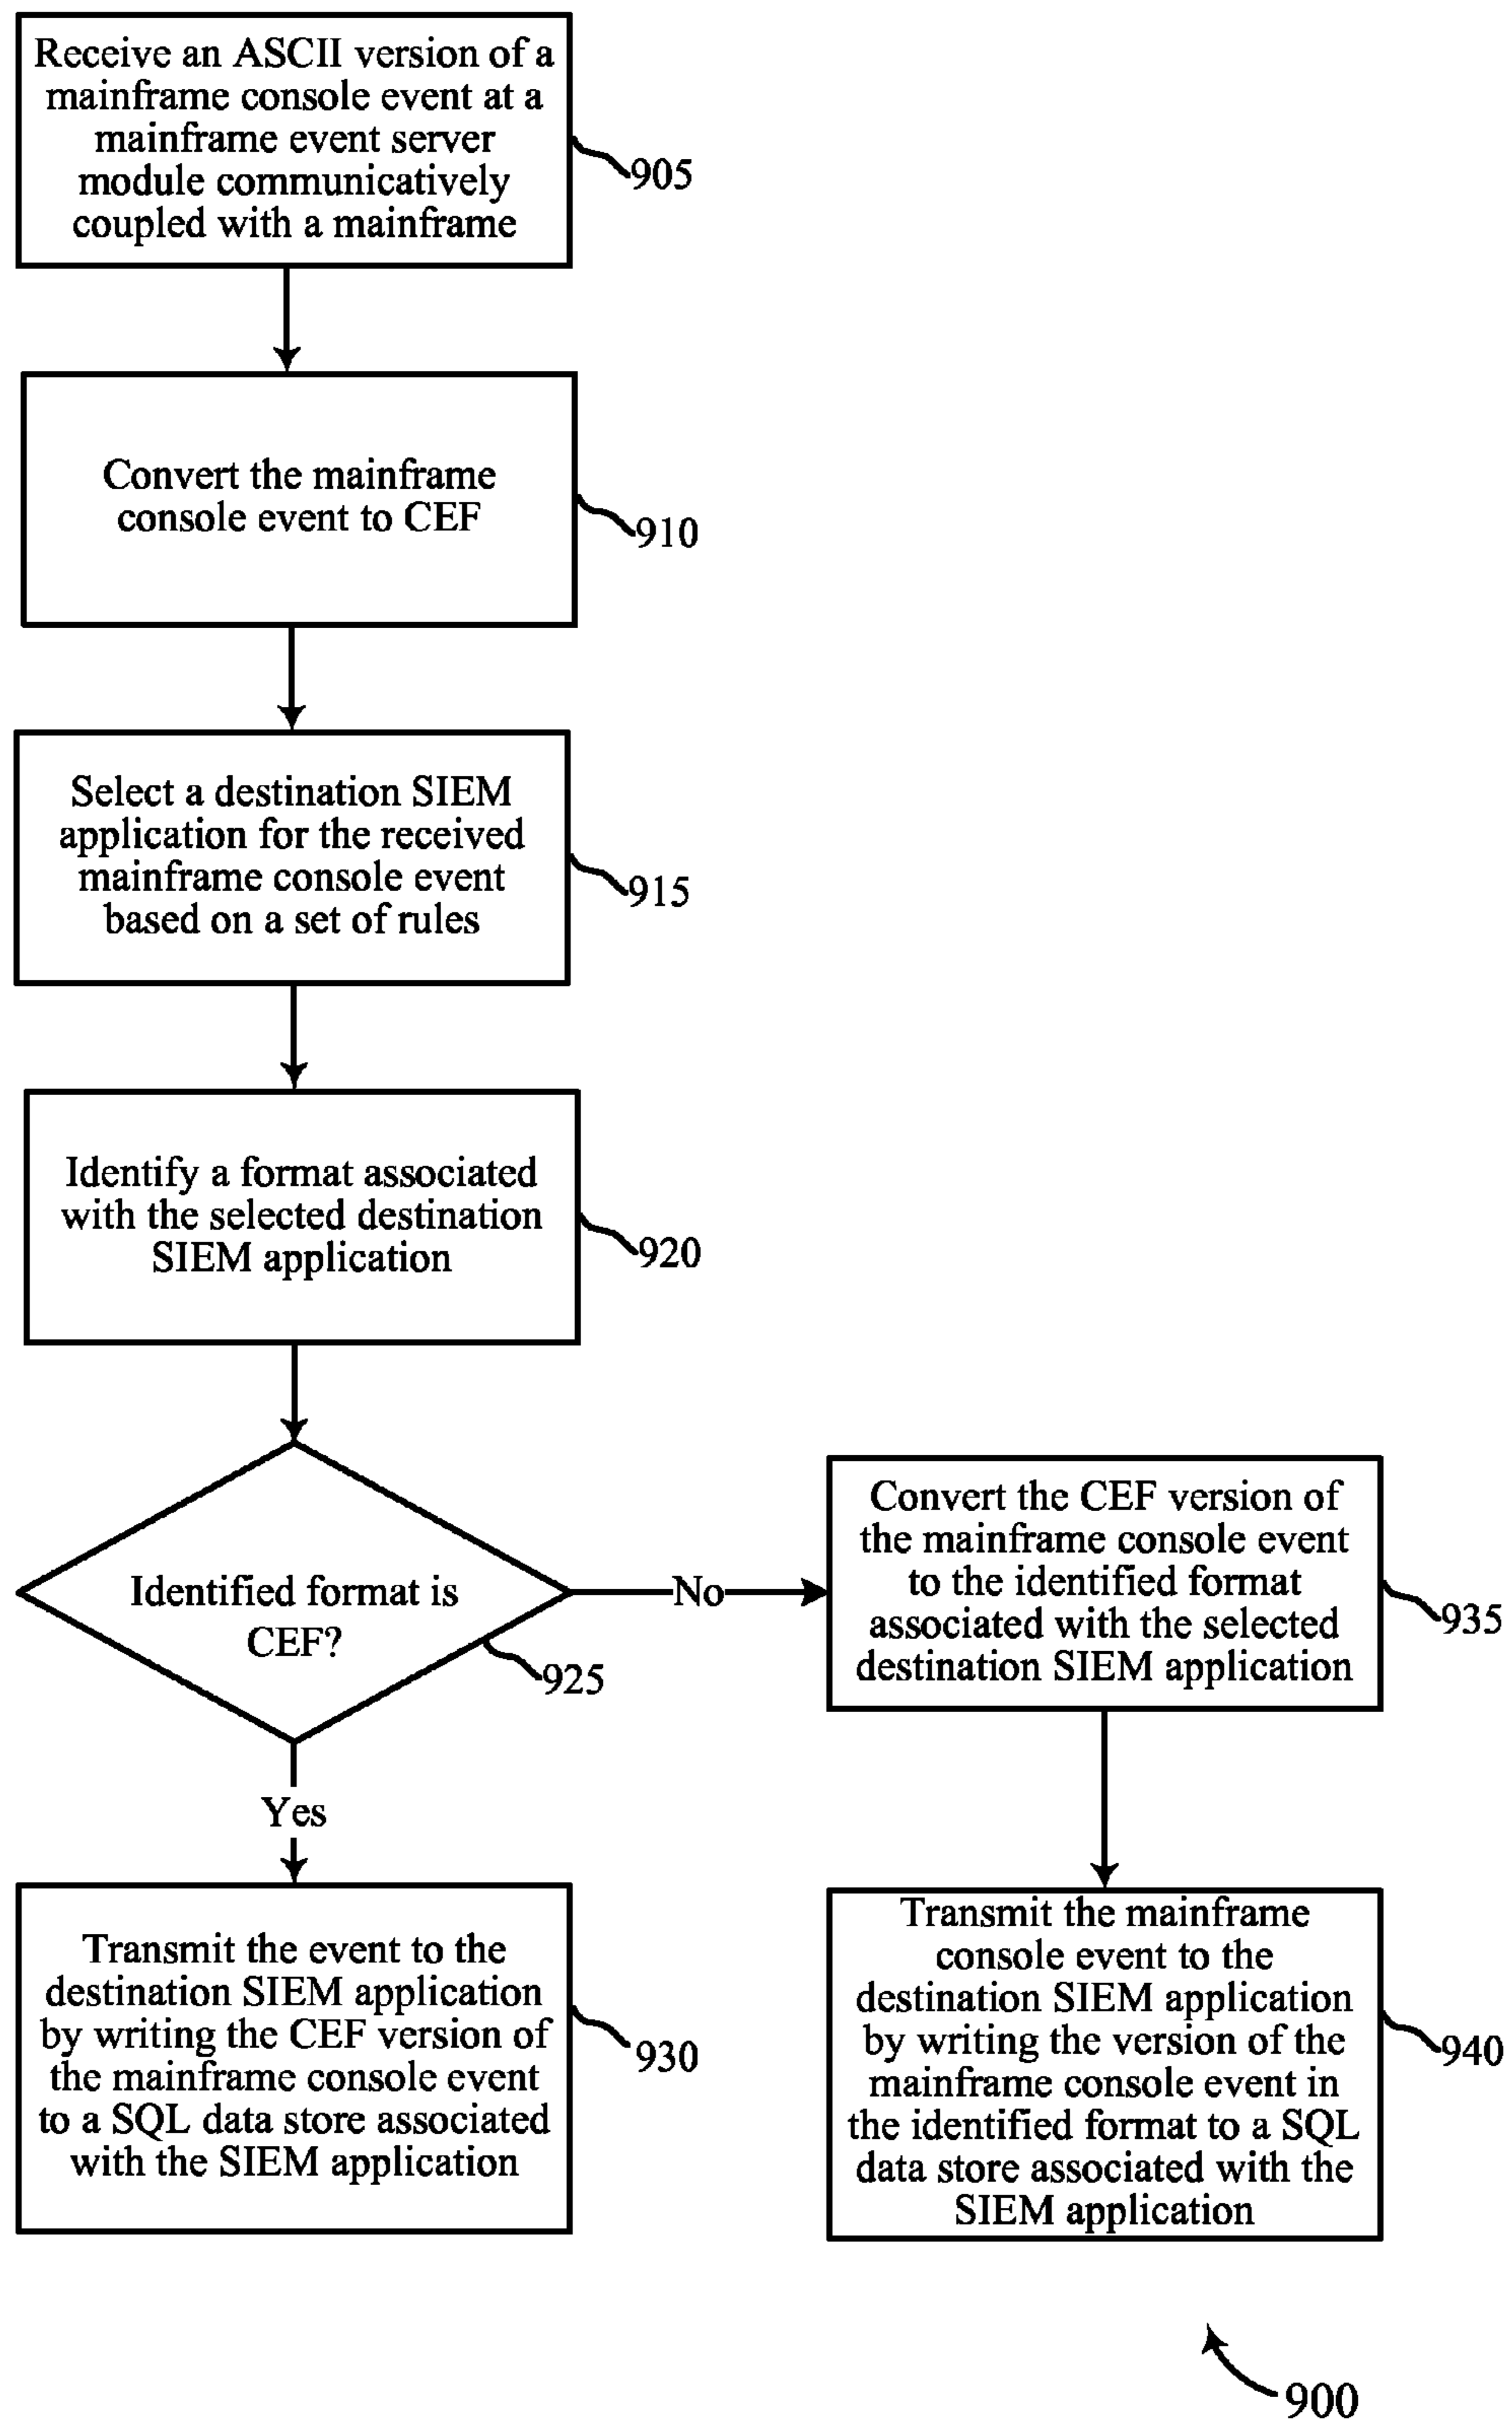 Receive an ASCII version of a
mainframe console event at a
mainframe event server
module communicatively
coupled with a mainframe
905
Convert the mainframe
console event to CEF
910
Select a destination SIEM
application for the received
mainframe console event
based on a set of rules
915
Identify a format associated
with the selected destination
SIEM application
920
Identified format is
CEF?
925
No
Convert the CEF version of
the mainframe console event
to the identified format
associated with the selected
destination SIEM application
935
Yes
Transmit the event to the
destination SIEM application
by writing the CEF version of
the mainframe console event
to a SQL data store associated
with the SIEM application
930
Transmit the mainframe
console event to the
destination SIEM application
by writing the version of the
mainframe console event in
the identified format to a SQL
data store associated with the
SIEM application
940
900